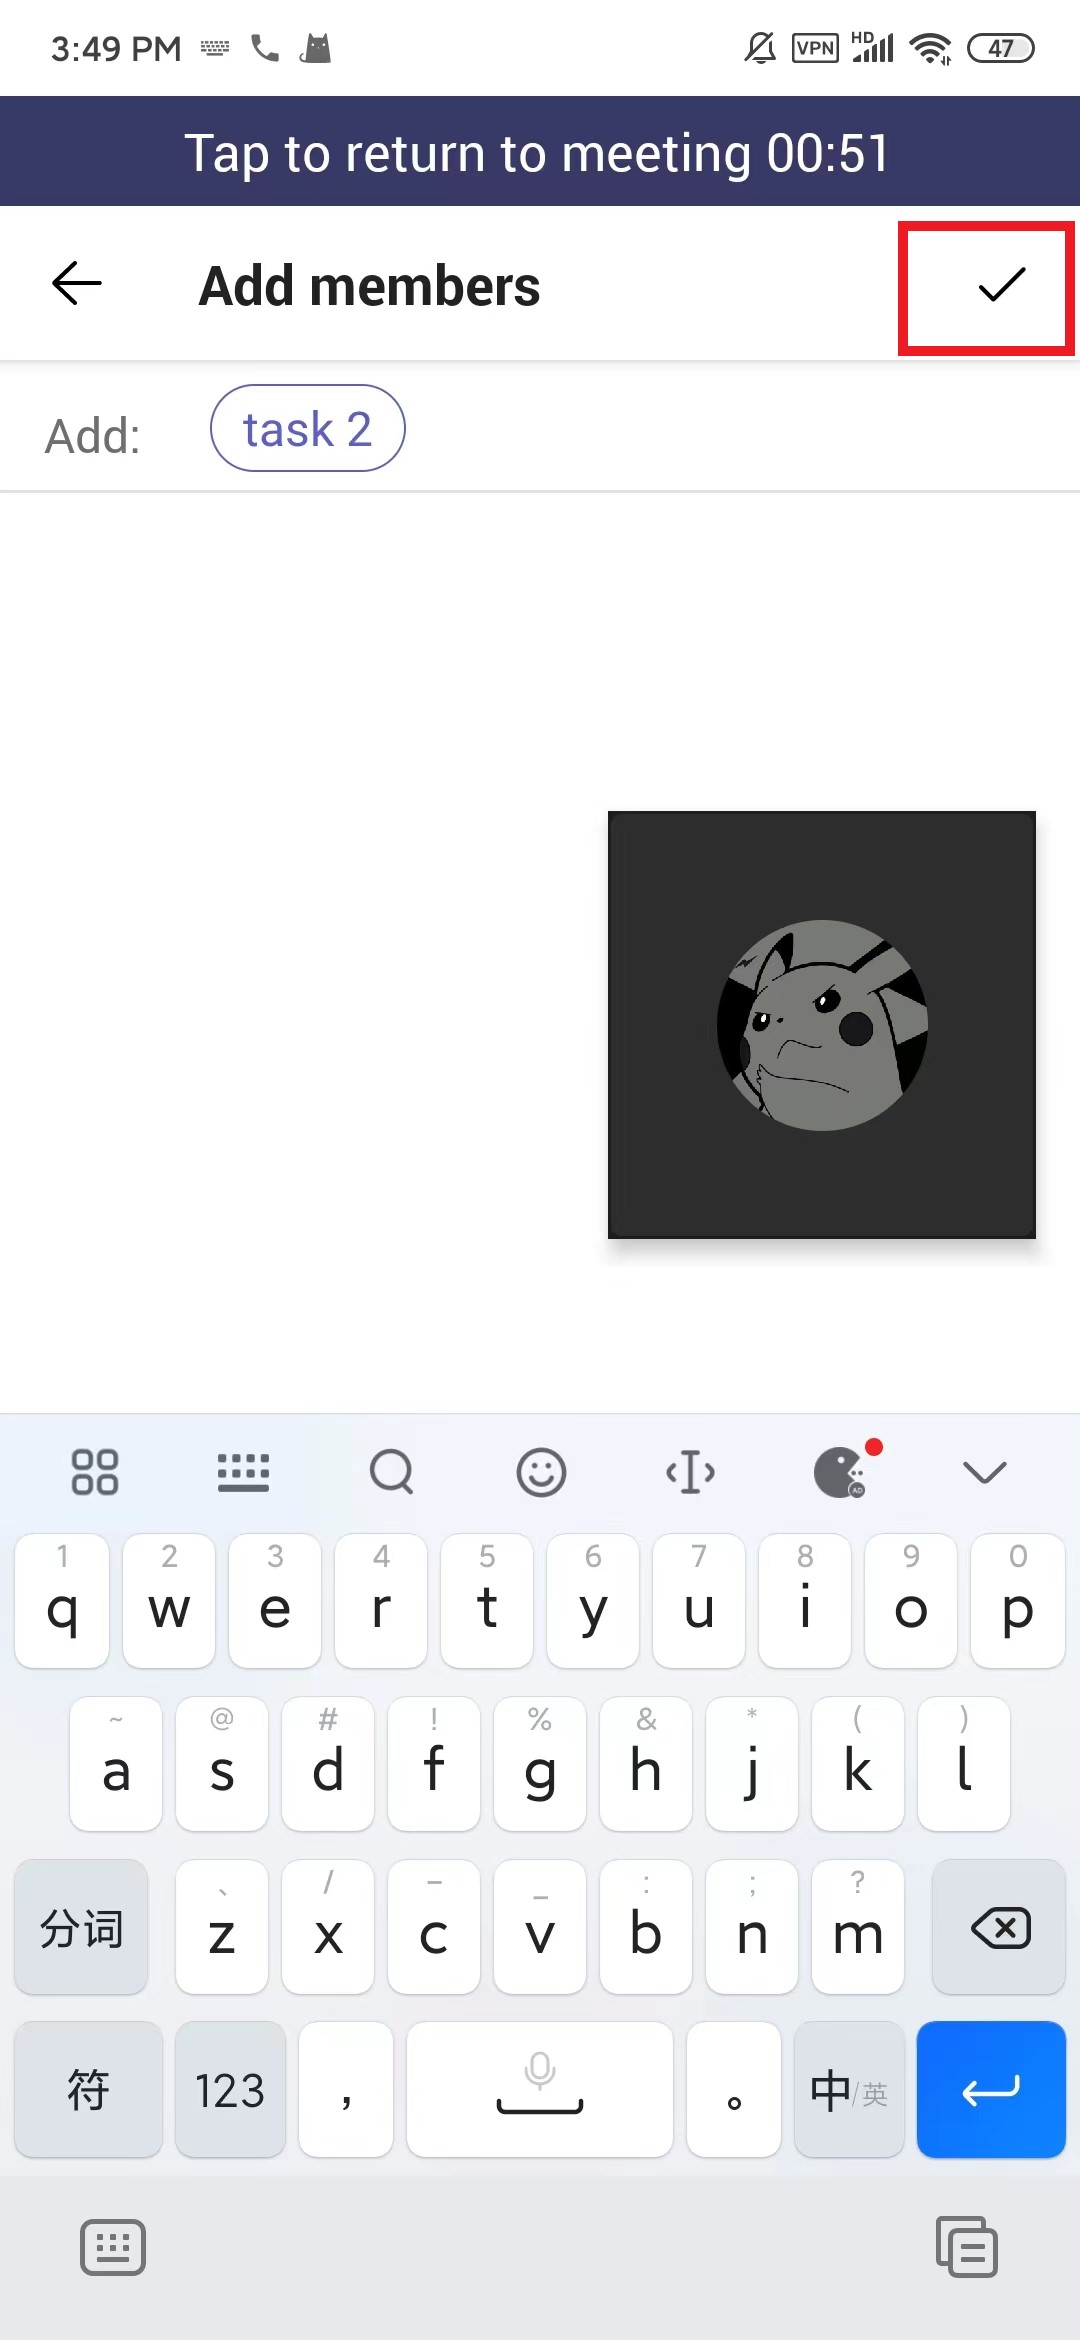 3:49 PM VPN HD 47
Tap to return to meeting 00:51
Add members
Add: task 2
AD
1 2 3 4 5 6 7 8 9 0
q w e r t y u i o p
~ @ # ! % & * ( )
a s d f g h j k l
、 / – _ : ; ?
分词 z x c v b n m
符 123 , 。 中/英